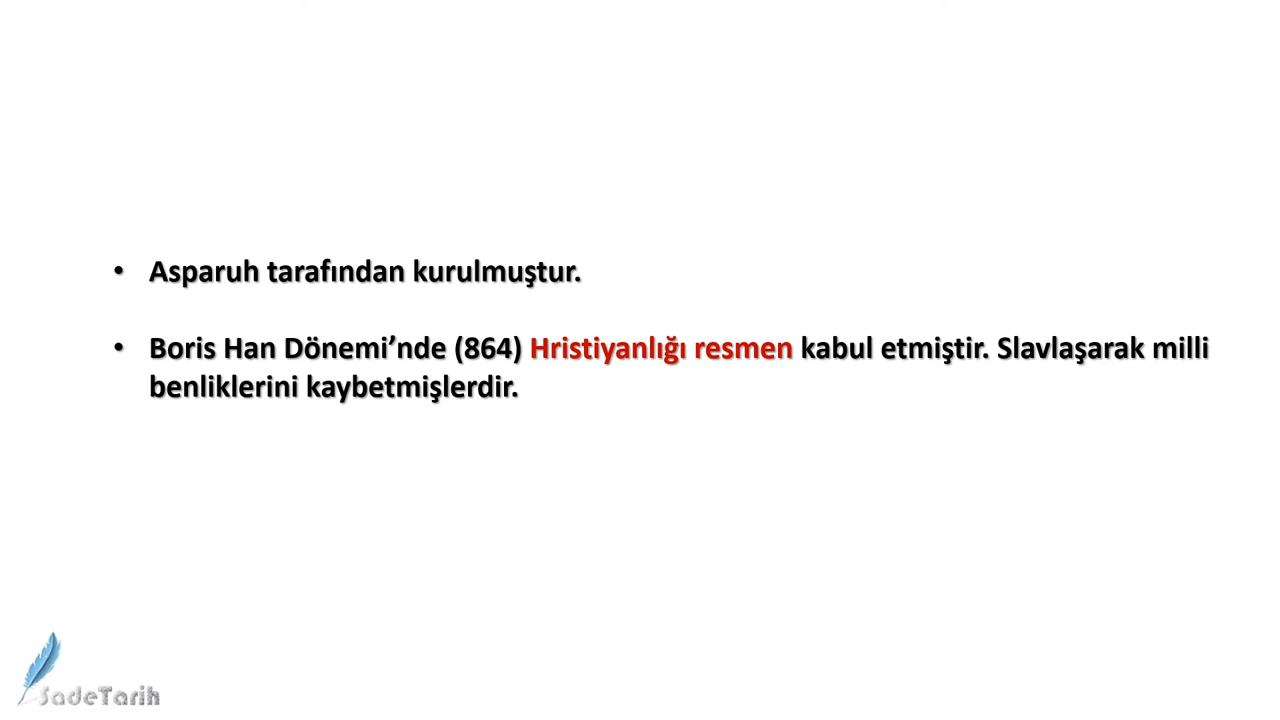 • Asparuh tarafından kurulmuştur.
• Boris Han Dönemi’nde (864) Hristiyanlığı resmen kabul etmiştir. Slavlaşarak milli
benliklerini kaybetmişlerdir.
SadeTarih